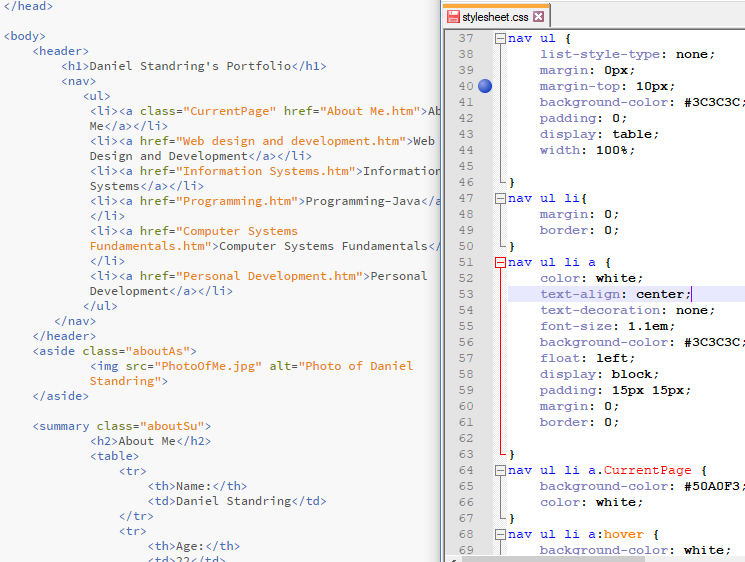 </head>
<body>
<header>
<h1>Daniel Standring's Portfolio</h1>
<nav>
<ul>
<li><a class="CurrentPage" href="About Me.htm">Ab
Me</a></li>
<li><a href="Web design and development.htm">Web
Design and Development</a></li>
<li><a href="Information Systems.htm">Information
Systems</a></li>
<li><a href="Programming.htm">Programming-Java</a
</li>
<li><a href="Computer Systems
Fundamentals.htm">Computer Systems Fundamentals</
</li>
<li><a href="Personal Development.htm">Personal
Development</a></li>
</ul>
</nav>
</header>
<aside class="aboutAs">
<img src="PhotoOfMe.jpg" alt="Photo of Daniel
Standring">
</aside>
<summary class="aboutSu">
<h2>About Me</h2>
<table>
<tr>
<th>Name:</th>
<td>Daniel Standring</td>
</tr>
<tr>
<th>Age:</th>
<td>22</td>
stylesheet.css
37 nav ul {
38 list-style-type: none;
39 margin: 0px;
40 margin-top: 10px;
41 background-color: #3C3C3C;
42 padding: 0;
43 display: table;
44 width: 100%;
45
46 }
47 nav ul li{
48 margin: 0;
49 border: 0;
50 }
51 nav ul li a {
52 color: white;
53 text-align: center;
54 text-decoration: none;
55 font-size: 1.1em;
56 background-color: #3C3C3C;
57 float: left;
58 display: block;
59 padding: 15px 15px;
60 margin: 0;
61 border: 0;
62
63 }
64 nav ul li a.CurrentPage {
65 background-color: #50A0F3;
66 color: white;
67 }
68 nav ul li a:hover {
69 background-color: white;